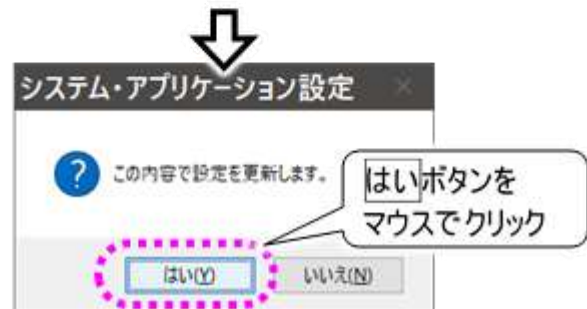 システム・アプリケーション設定
この内容で設定を更新します。
はいボタンを
マウスでクリック
はい(Y)
いいえ(N)